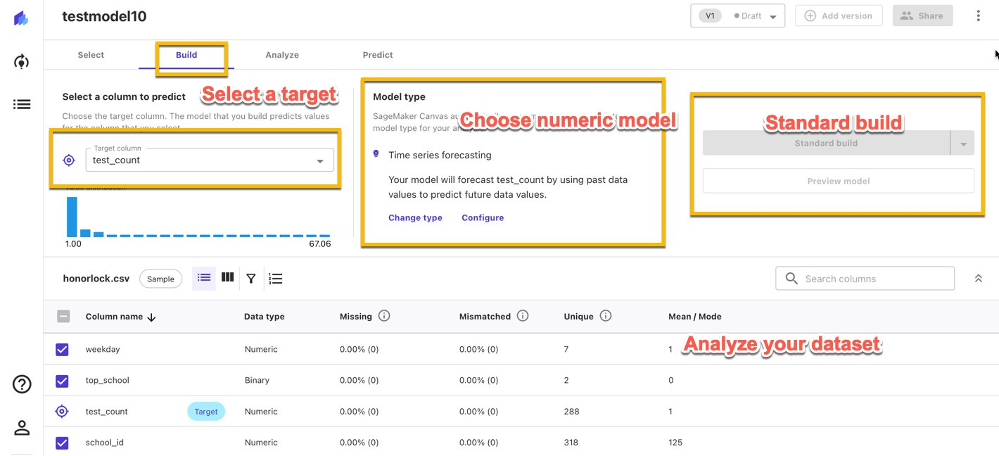 testmodel10
V1
Draft
Add version
Share
Select
Build
Analyze
Predict
Select a column to predict
Select a target
Choose the target column. The model that you build predicts values
for the column that you select.
Target column
test_count
Value distribution
1.00
67.06
Model type
SageMaker Canvas
Choose numeric model
model type for your
Time series forecasting
Your model will forecast test_count by using past data
values to predict future data values.
Change type
Configure
Standard build
Standard build
Preview model
honorlock.csv
Sample
Search columns
Column name
Data type
Missing
Mismatched
Unique
Mean / Mode
weekday
Numeric
0.00% (0)
0.00% (0)
7
1
Analyze your dataset
top_school
Binary
0.00% (0)
0.00% (0)
2
0
test_count
Target
Numeric
0.00% (0)
0.00% (0)
288
1
school_id
Numeric
0.00% (0)
0.00% (0)
318
125